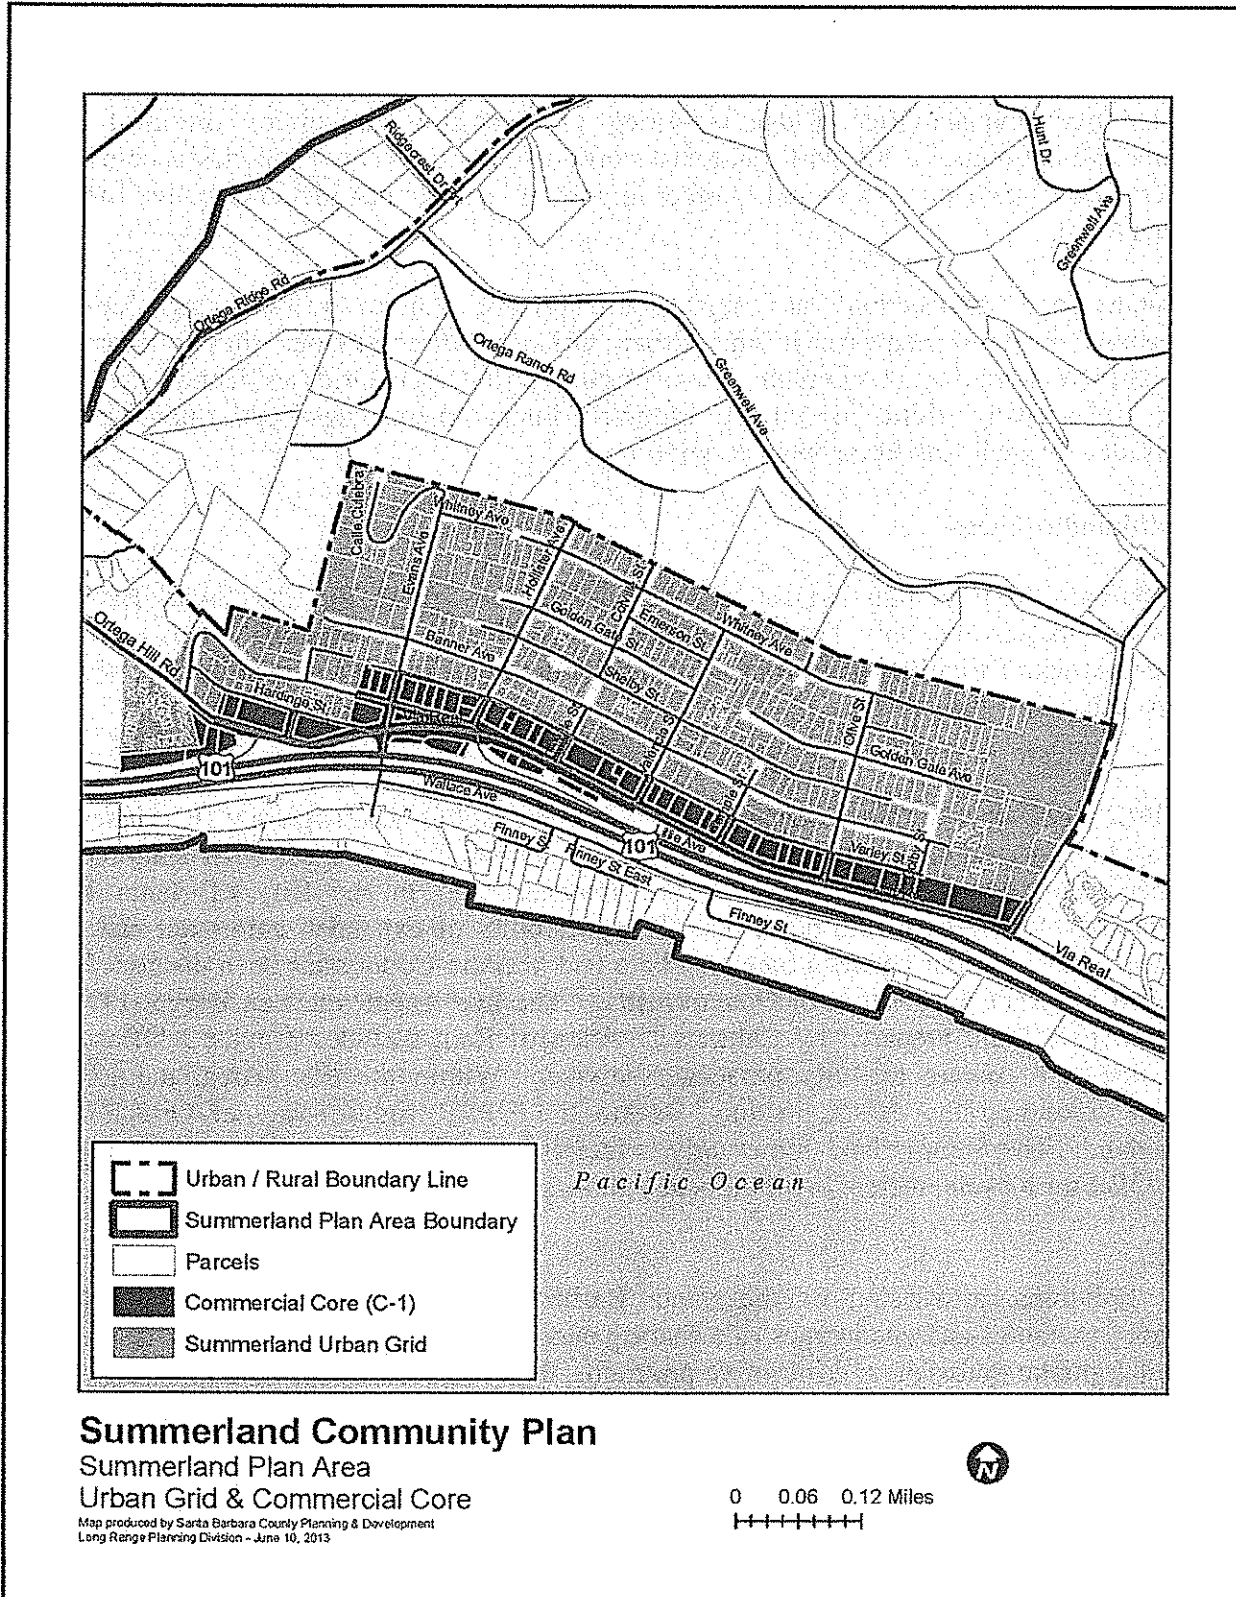 Hunt Dr
Ridgecrest Dr
Greenwell Ave
Ortega Ridge Rd
Ortega Ranch Rd
Greenwell Ave
Calle Culebra
Whitney Ave
Evans Ave
Hollister Ave
Colville St
Emerson St
Golden Gate St
Whitney Ave
Ortega Hill Rd
Banner Ave
Shelby St
Olive St
Hardinge St
Golden Gate Ave
101
Wallace Ave
Finney St
Finney St East
101
Varley St
Finney St
Via Real
Pacific Ocean
Urban / Rural Boundary Line
Summerland Plan Area Boundary
Parcels
Commercial Core (C-1)
Summerland Urban Grid
Summerland Community Plan
Summerland Plan Area
Urban Grid & Commercial Core
Map produced by Santa Barbara County Planning & Development
Long Range Planning Division - June 10, 2013
N
0 0.06 0.12 Miles